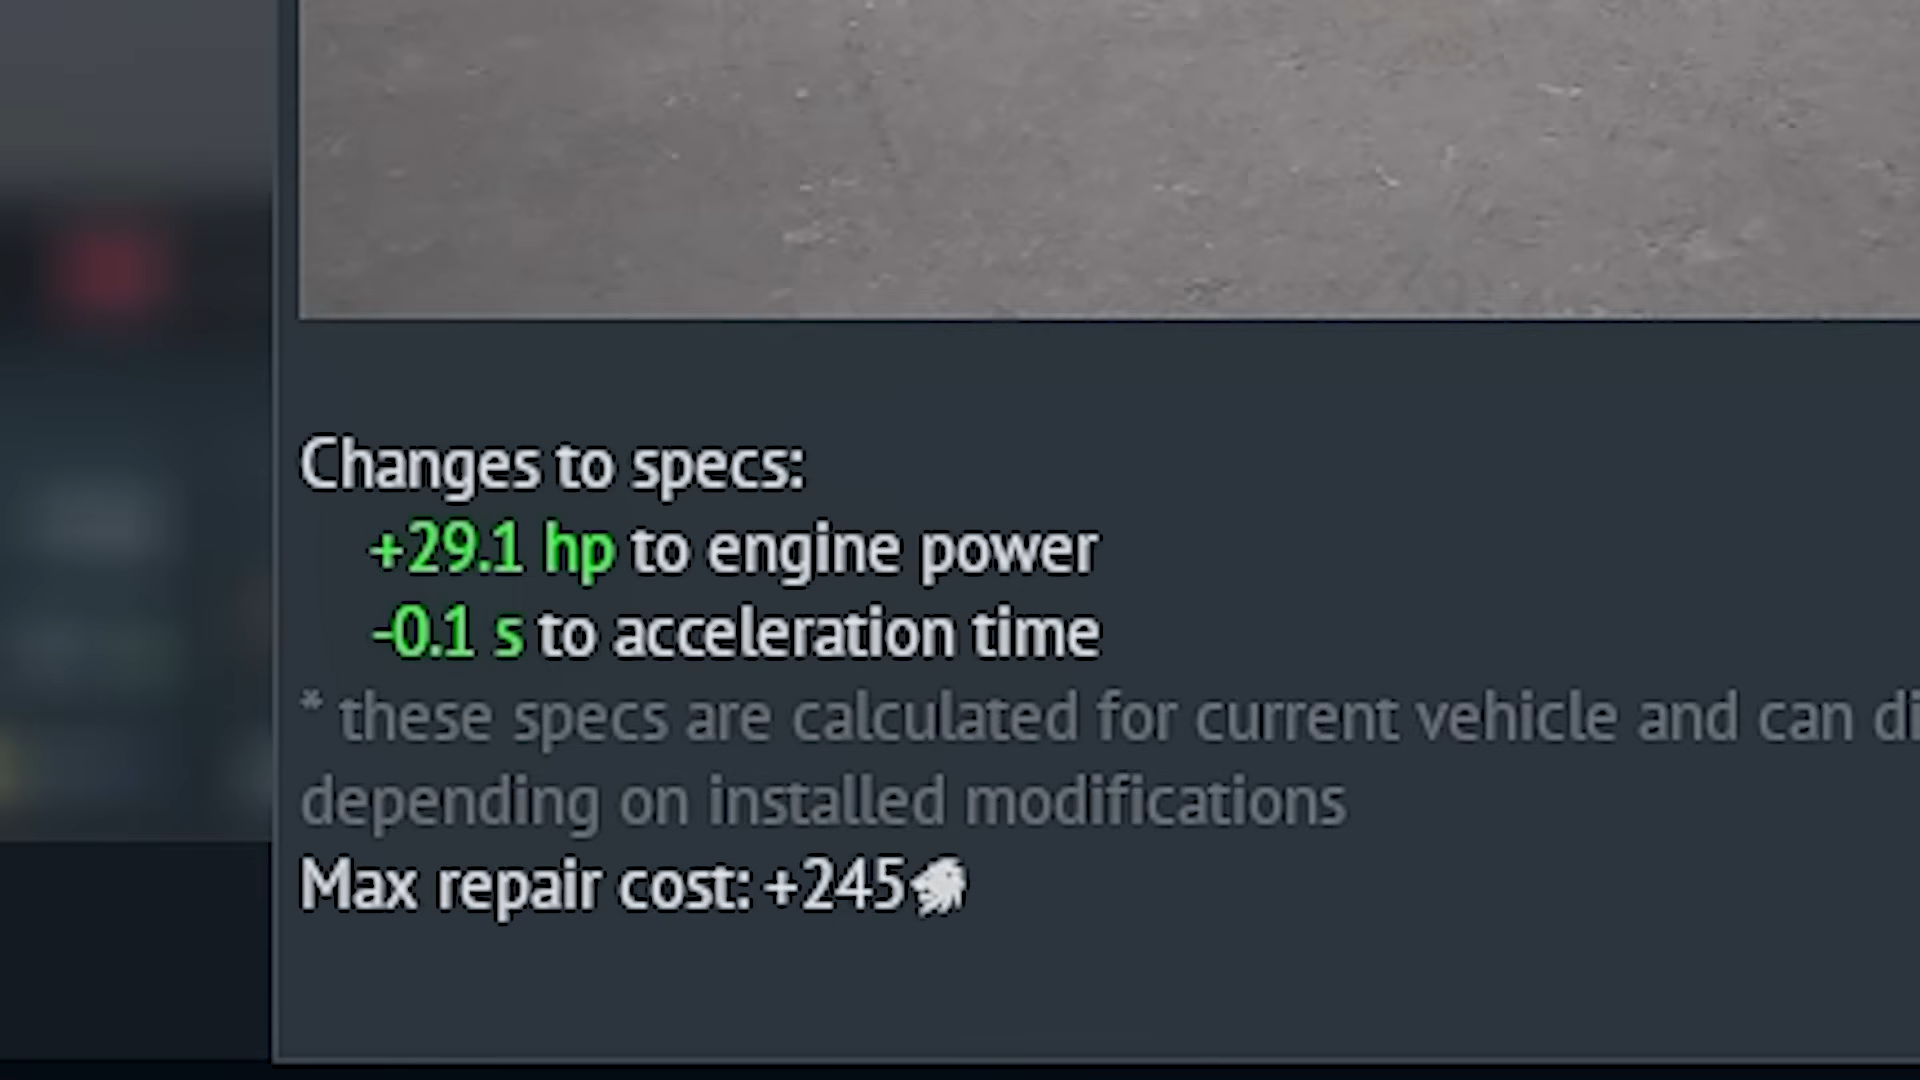 Changes to specs:
+29.1 hp to engine power
-0.1 s to acceleration time
* these specs are calculated for current vehicle and can
depending on installed modifications
Max repair cost: +245